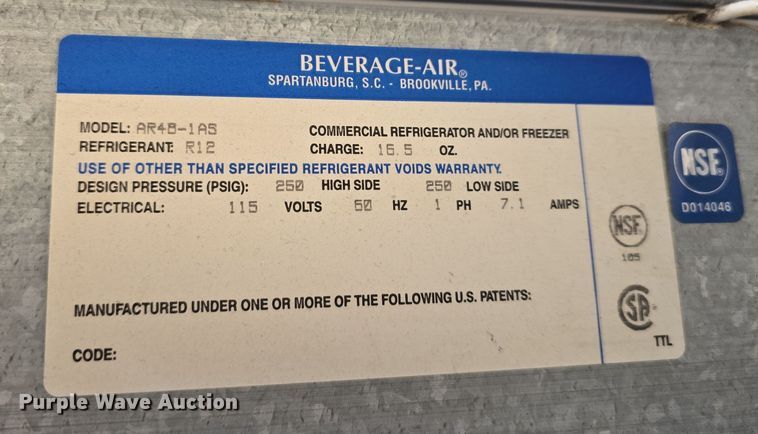 BEVERAGE-AIR®
SPARTANBURG, S.C. - BROOKVILLE, PA.
MODEL: AR48-1AS COMMERCIAL REFRIGERATOR AND/OR FREEZER
REFRIGERANT: R12 CHARGE: 16.5 OZ.
USE OF OTHER THAN SPECIFIED REFRIGERANT VOIDS WARRANTY.
DESIGN PRESSURE (PSIG): 250 HIGH SIDE 250 LOW SIDE
ELECTRICAL: 115 VOLTS 60 HZ 1 PH 7.1 AMPS
NSF®
D014046
NSF
105
SA
TTL
MANUFACTURED UNDER ONE OR MORE OF THE FOLLOWING U.S. PATENTS:
CODE:
Purple Wave Auction